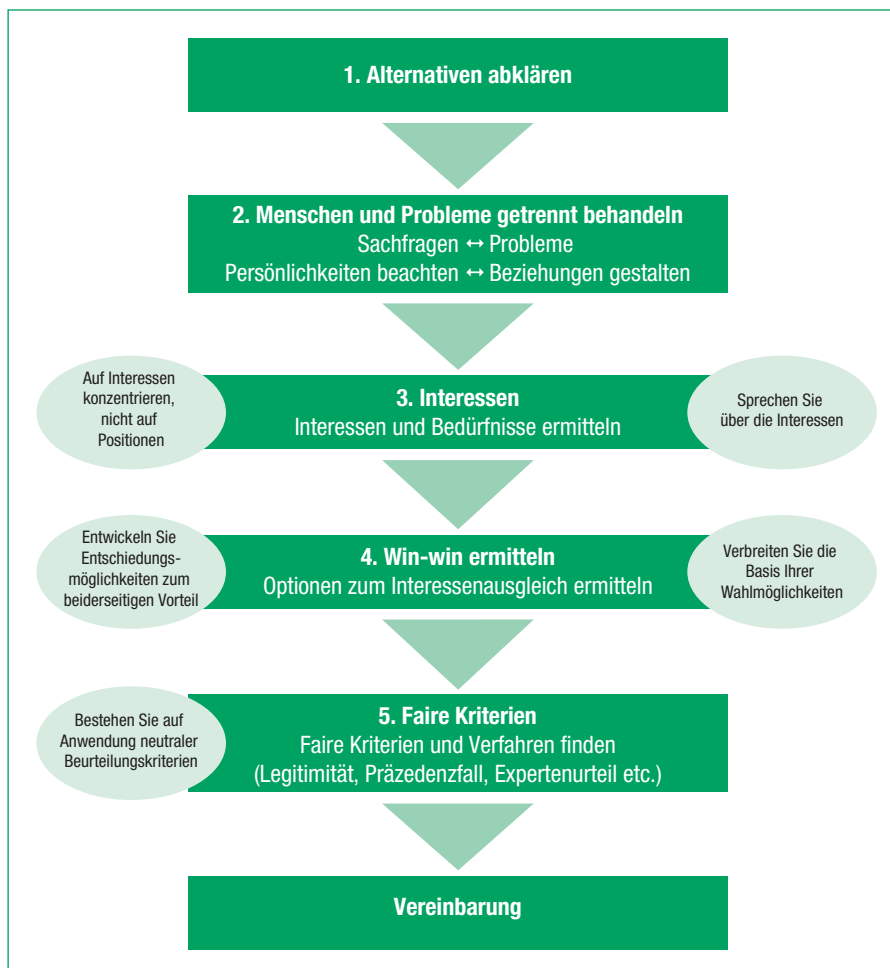 1. Alternativen abklären
2. Menschen und Probleme getrennt behandeln
Sachfragen ↔ Probleme
Persönlichkeiten beachten ↔ Beziehungen gestalten
Auf Interessen
konzentrieren,
nicht auf
Positionen
3. Interessen
Interessen und Bedürfnisse ermitteln
Sprechen Sie
über die Interessen
Entwickeln Sie
Entschiedungs-
möglichkeiten zum
beiderseitigen Vorteil
4. Win-win ermitteln
Optionen zum Interessenausgleich ermitteln
Verbreiten Sie die
Basis Ihrer
Wahlmöglichkeiten
Bestehen Sie auf
Anwendung neutraler
Beurteilungskriterien
5. Faire Kriterien
Faire Kriterien und Verfahren finden
(Legitimität, Präzedenzfall, Expertenurteil etc.)
Vereinbarung